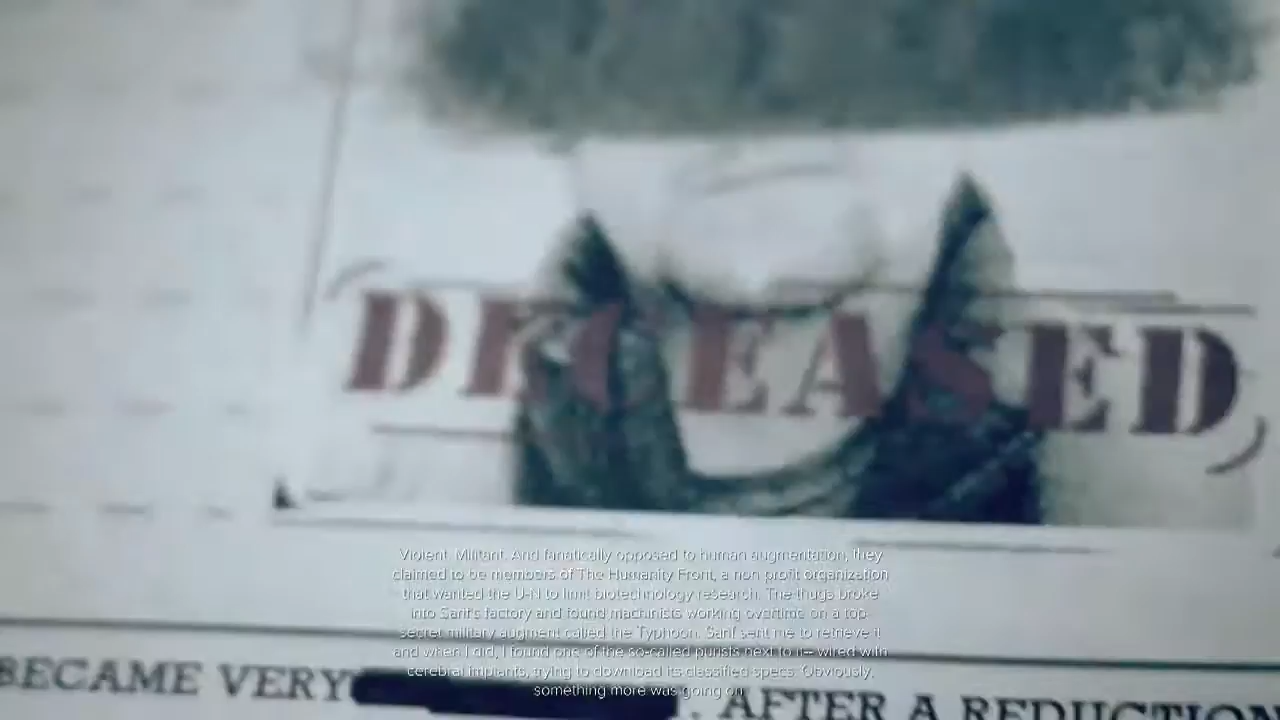 DECEASED
Violent. Militant. And fanatically opposed to human augmentation, they
claimed to be members of The Humanity Front, a non profit organization
that wanted the U-N to limit biotechnology research. The thugs broke
into Sarif's factory and found machinists working overtime on a top-
secret military augment called the Typhoon. Sarif sent me to retrieve it
and when I did, I found one of the so-called purists next to it-- wired with
cerebral implants, trying to download its classified specs. Obviously,
something more was going on.
BECAME VERY . AFTER A REDUCTION